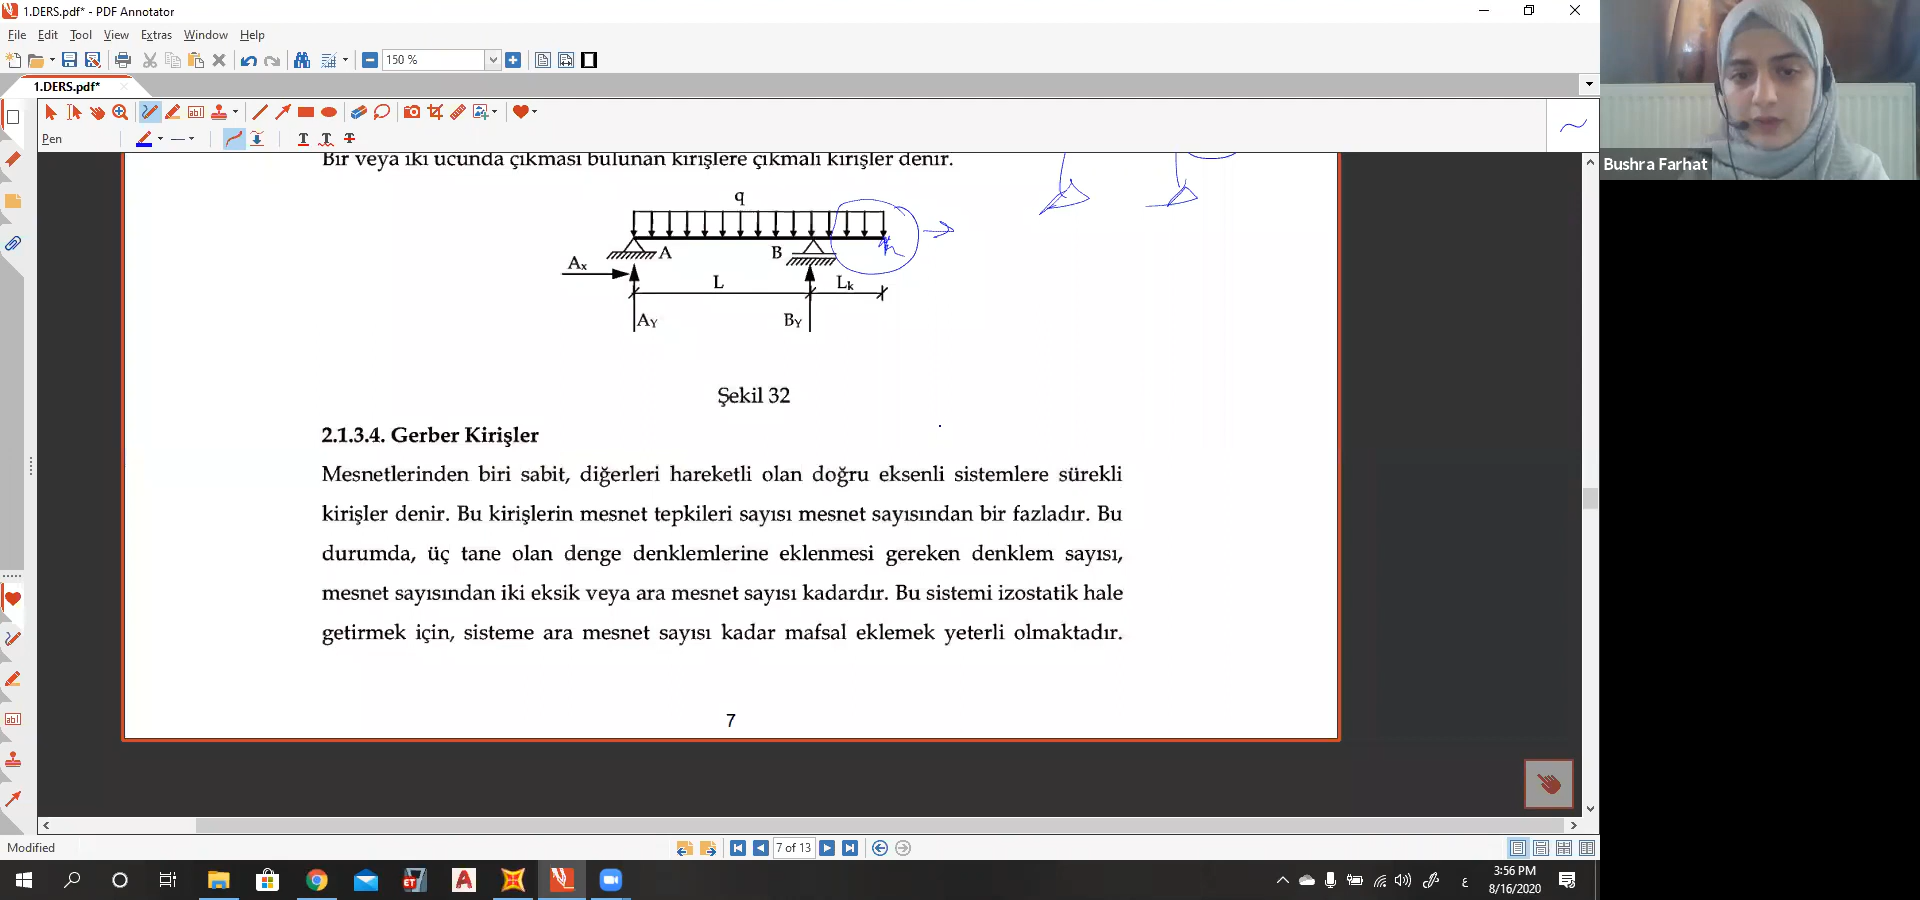 1.DERS.pdf* - PDF Annotator
File Edit Tool View Extras Window Help
150 %
1.DERS.pdf*
Pen
Bir veya iki ucunda çıkması bulunan kirişlere çıkmalı kirişler denir.
q
A
B
Ax
L
Lk
AY
BY
Şekil 32
2.1.3.4. Gerber Kirişler
Mesnetlerinden biri sabit, diğerleri hareketli olan doğru eksenli sistemlere sürekli
kirişler denir. Bu kirişlerin mesnet tepkileri sayısı mesnet sayısından bir fazladır. Bu
durumda, üç tane olan denge denklemlerine eklenmesi gereken denklem sayısı,
mesnet sayısından iki eksik veya ara mesnet sayısı kadardır. Bu sistemi izostatik hale
getirmek için, sisteme ara mesnet sayısı kadar mafsal eklemek yeterli olmaktadır.
7
Modified
7 of 13
3:56 PM
8/16/2020
Bushra Farhat